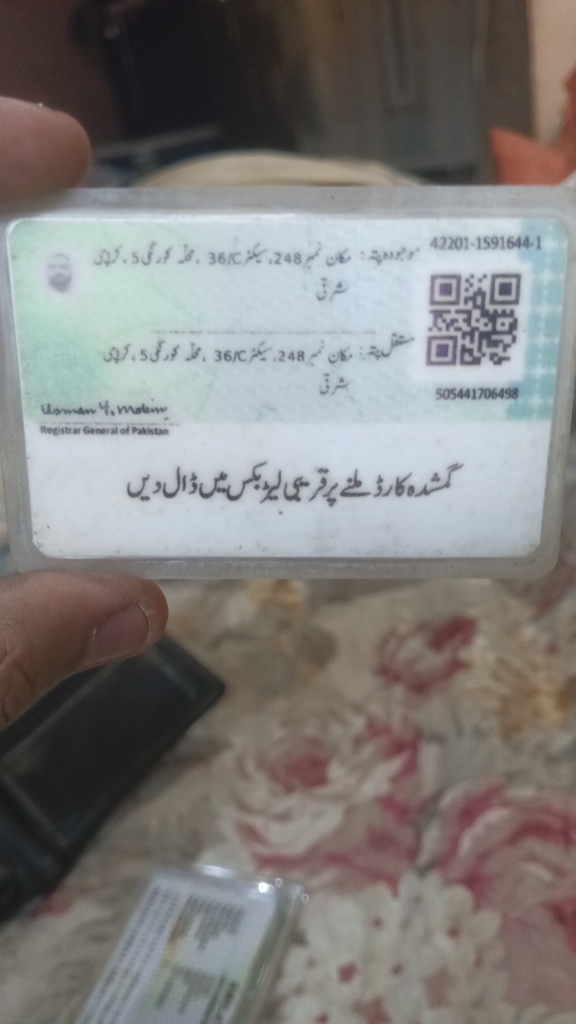 42201-1591644-1
موجودہ پتہ: مکان نمبر 248، سیکٹر 36/C، محلہ کورنگی 5، کراچی
شرقی
مستقل پتہ: مکان نمبر 248، سیکٹر 36/C، محلہ کورنگی 5، کراچی
شرقی
505441706498
Usman Y. Mobin
Registrar General of Pakistan
گمشدہ کارڈ ملنے پر قریبی لیٹر بکس میں ڈال دیں